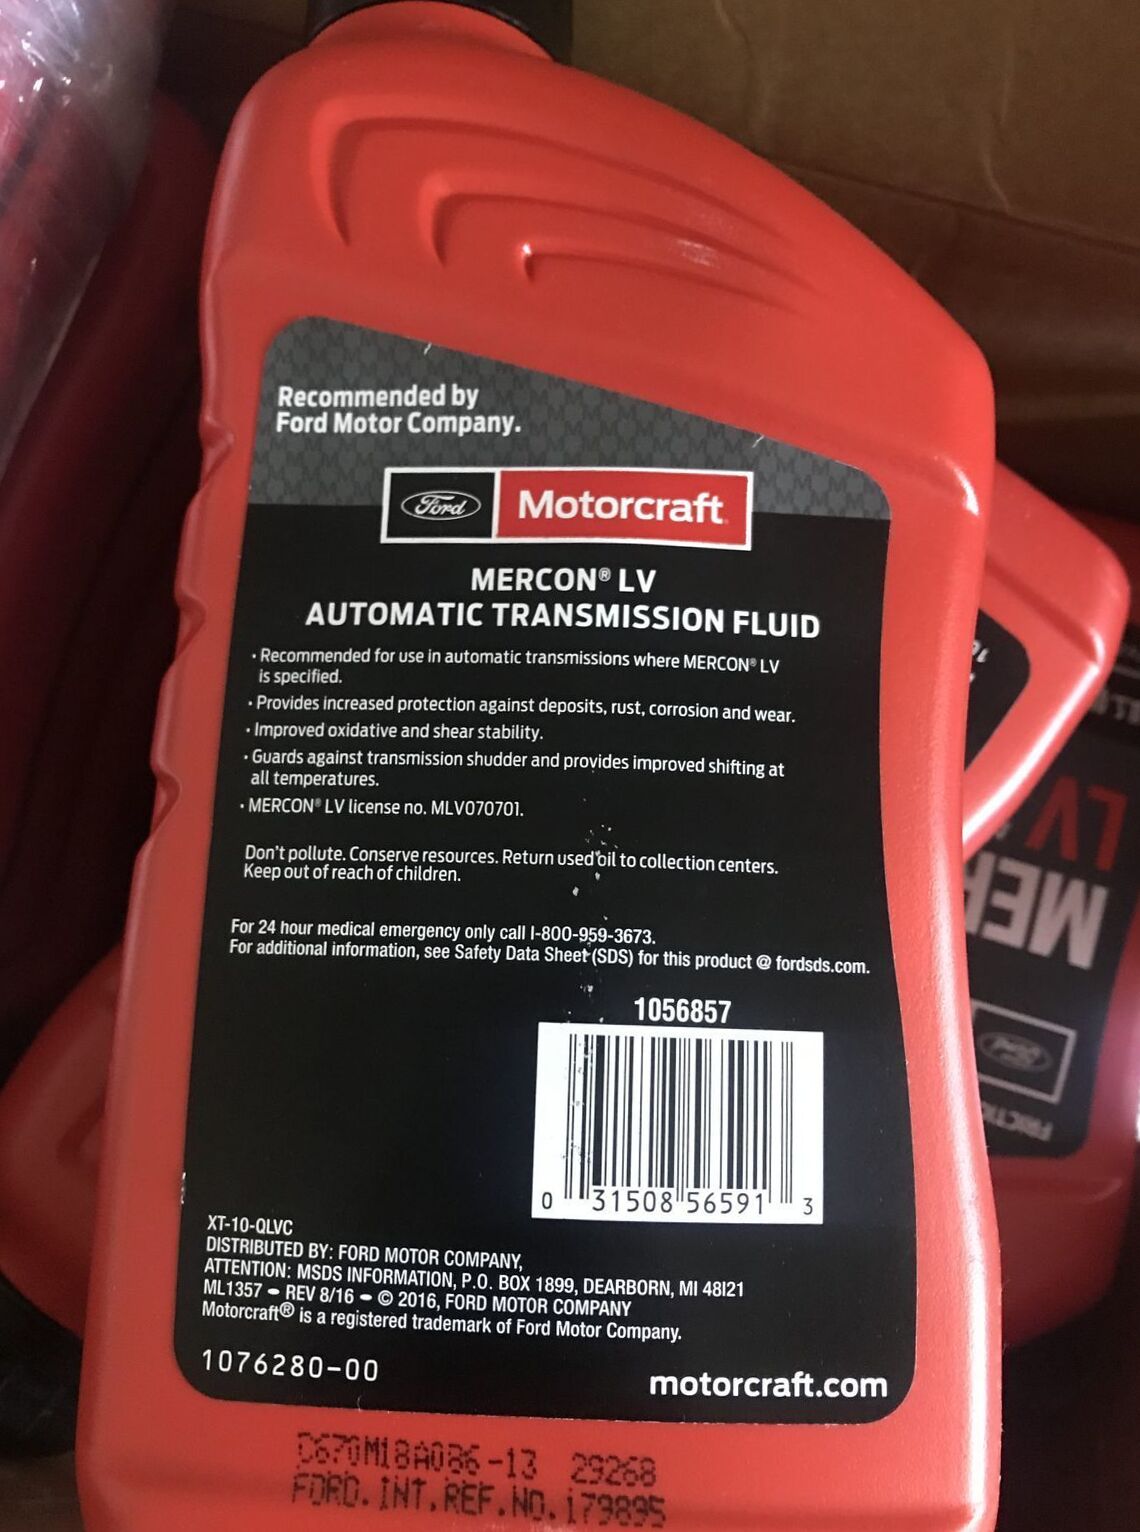 Recommended by
Ford Motor Company.
Ford Motorcraft
MERCON® LV
AUTOMATIC TRANSMISSION FLUID
• Recommended for use in automatic transmissions where MERCON® LV
is specified.
• Provides increased protection against deposits, rust, corrosion and wear.
• Improved oxidative and shear stability.
• Guards against transmission shudder and provides improved shifting at
all temperatures.
• MERCON® LV license no. MLV070701.
Don't pollute. Conserve resources. Return used oil to collection centers.
Keep out of reach of children.
For 24 hour medical emergency only call 1-800-959-3673.
For additional information, see Safety Data Sheet (SDS) for this product @ fordsds.com.
1056857
0 31508 56591 3
XT-10-QLVC
DISTRIBUTED BY: FORD MOTOR COMPANY,
ATTENTION: MSDS INFORMATION, P.O. BOX 1899, DEARBORN, MI 48121
ML1357 – REV 8/16 – © 2016, FORD MOTOR COMPANY
Motorcraft® is a registered trademark of Ford Motor Company.
1076280-00
motorcraft.com
C670M18A086-13 29268
FORD.INT.REF.NO.179895
LV
Ford